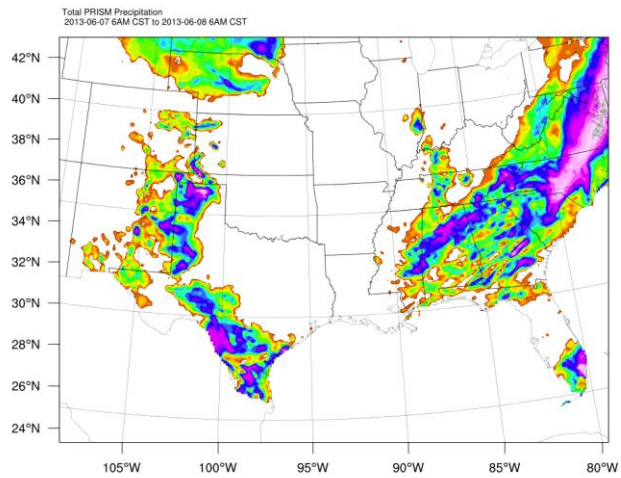 Total PRISM Precipitation
2013-06-07 6AM CST to 2013-06-08 6AM CST
42°N
40°N
38°N
36°N
34°N
32°N
30°N
28°N
26°N
24°N
105°W
100°W
95°W
90°W
85°W
80°W